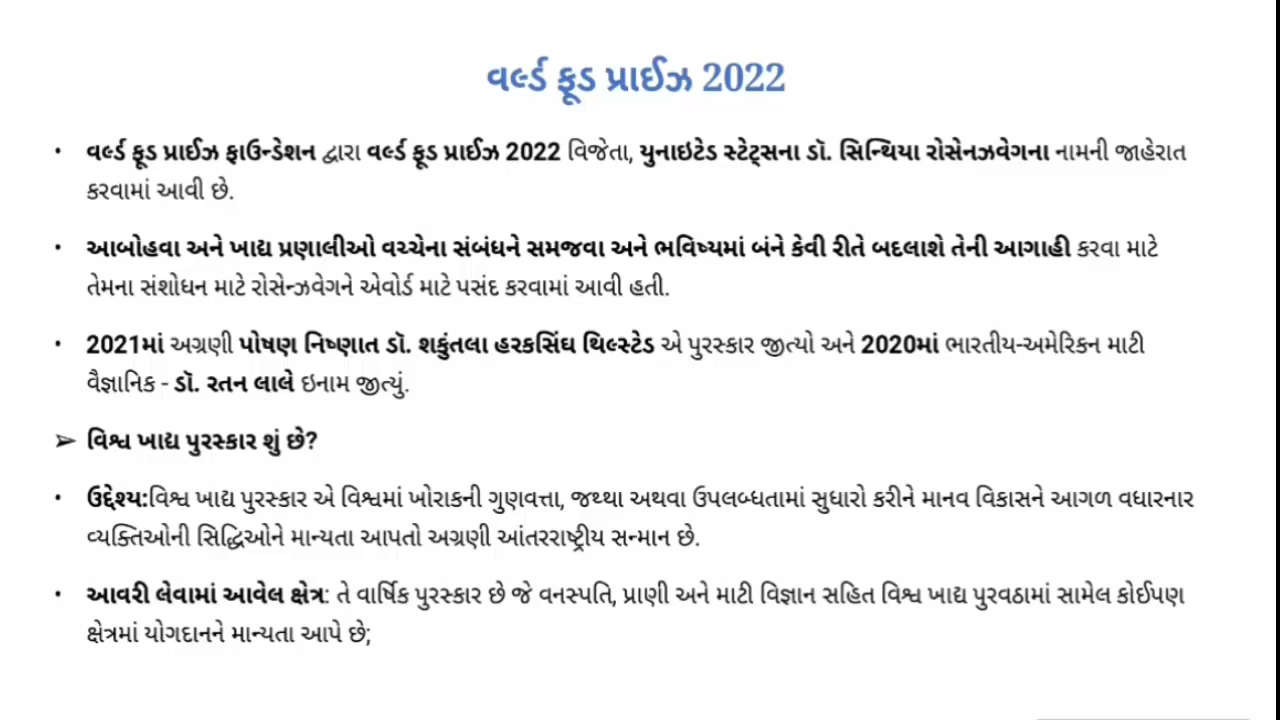 વર્લ્ડ ફૂડ પ્રાઈઝ 2022
• વર્લ્ડ ફૂડ પ્રાઈઝ ફાઉન્ડેશન દ્વારા વર્લ્ડ ફૂડ પ્રાઈઝ 2022 વિજેતા, યુનાઇટેડ સ્ટેટ્સના ડૉ. સિન્થિયા રોસેનઝવેગના નામની જાહેરાત
કરવામાં આવી છે.
• આબોહવા અને ખાદ્ય પ્રણાલીઓ વચ્ચેના સંબંધને સમજવા અને ભવિષ્યમાં બંને કેવી રીતે બદલાશે તેની આગાહી કરવા માટે
તેમના સંશોધન માટે રોસેન્ઝવેગને એવોર્ડ માટે પસંદ કરવામાં આવી હતી.
• 2021માં અગ્રણી પોષણ નિષ્ણાત ડૉ. શકુંતલા હરકસિંઘ થિલ્સ્ટેડ એ પુરસ્કાર જીત્યો અને 2020માં ભારતીય-અમેરિકન માટી
વૈજ્ઞાનિક - ડૉ. રતન લાલે ઇનામ જીત્યું.
➢ વિશ્વ ખાદ્ય પુરસ્કાર શું છે?
• ઉદ્દેશ્ય:વિશ્વ ખાદ્ય પુરસ્કાર એ વિશ્વમાં ખોરાકની ગુણવત્તા, જથ્થા અથવા ઉપલબ્ધતામાં સુધારો કરીને માનવ વિકાસને આગળ વધારનાર
વ્યક્તિઓની સિદ્ધિઓને માન્યતા આપતો અગ્રણી આંતરરાષ્ટ્રીય સન્માન છે.
• આવરી લેવામાં આવેલ ક્ષેત્ર: તે વાર્ષિક પુરસ્કાર છે જે વનસ્પતિ, પ્રાણી અને માટી વિજ્ઞાન સહિત વિશ્વ ખાદ્ય પુરવઠામાં સામેલ કોઈપણ
ક્ષેત્રમાં યોગદાનને માન્યતા આપે છે;